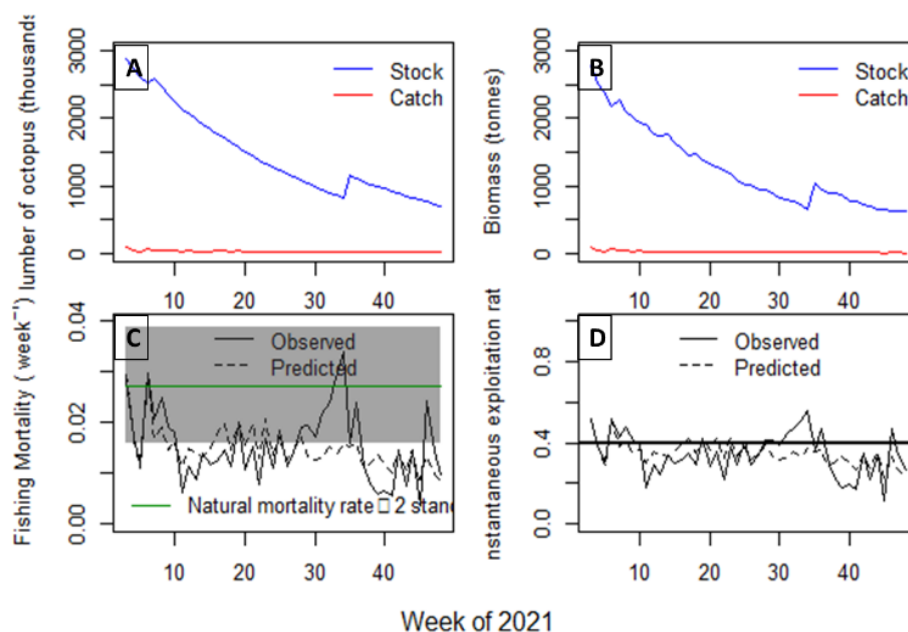 A
Stock
Catch
lumber of octopus (thousands
0 1000 2000 3000
10 20 30 40
B
Stock
Catch
Biomass (tonnes)
0 1000 2000 3000
10 20 30 40
C
Observed
Predicted
Natural mortality rate 2 stan
Fishing Mortality ( week⁻¹)
0.00 0.02 0.04
10 20 30 40
D
Observed
Predicted
nstantaneous exploitation rat
0.0 0.4 0.8
10 20 30 40
Week of 2021